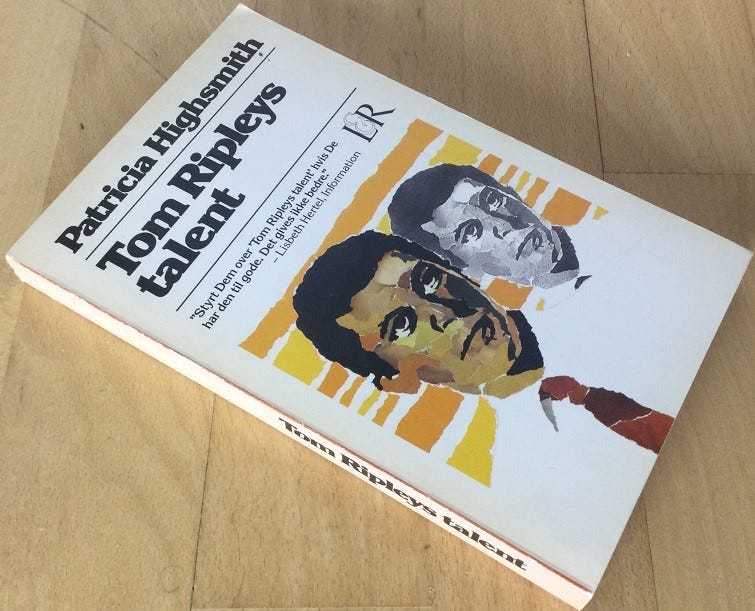 Patricia Highsmith
Tom Ripleys
talent
"Styrt Dem over 'Tom Ripleys talent' hvis De
har den til gode. Det gives ikke bedre."
- Lisbeth Hertel, Information
L&R
Tom Ripleys talent